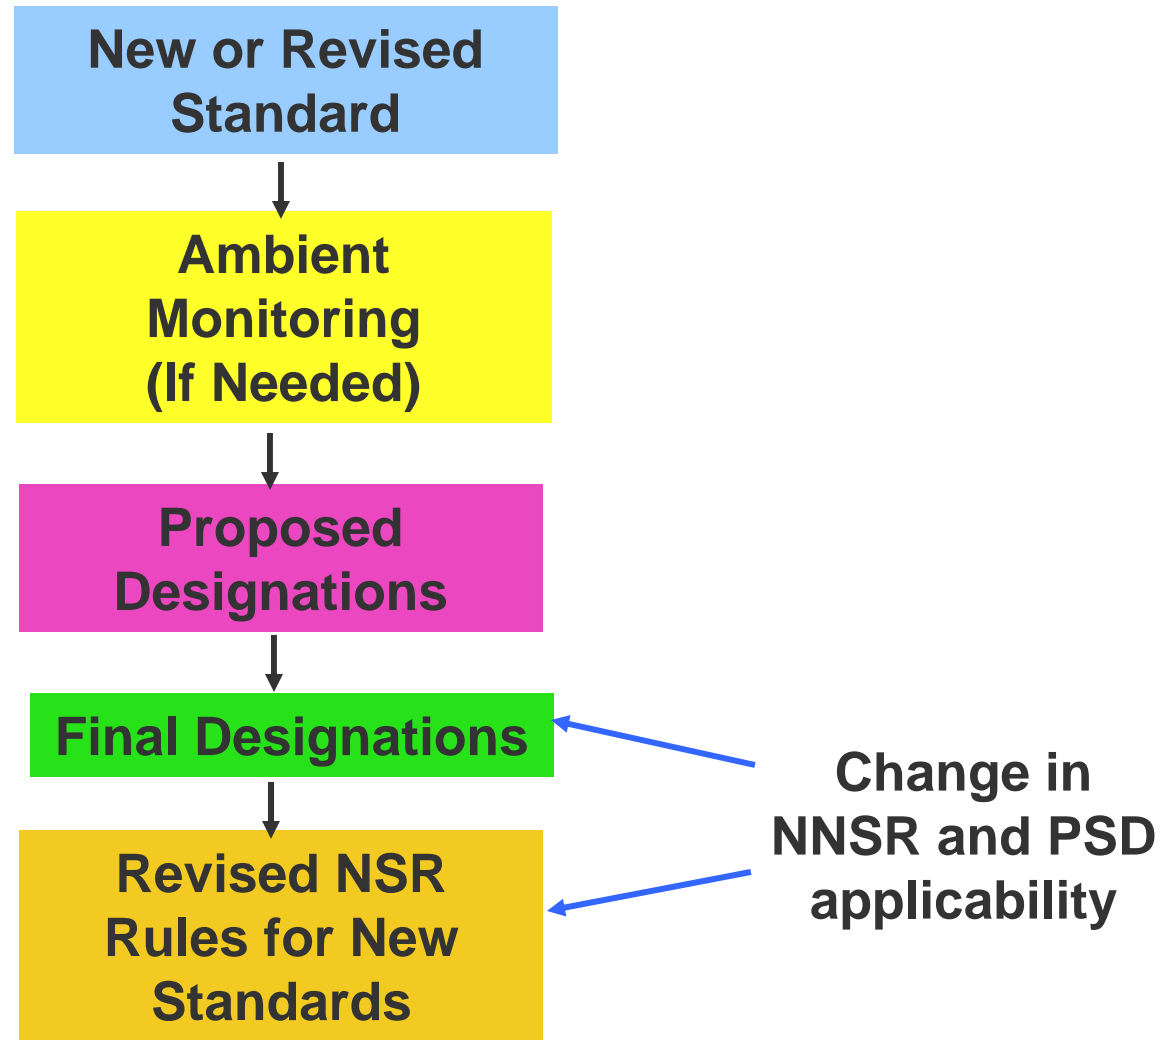 New or Revised
Standard
Ambient
Monitoring
(If Needed)
Proposed
Designations
Final Designations
Change in
NNSR and PSD
applicability
Revised NSR
Rules for New
Standards